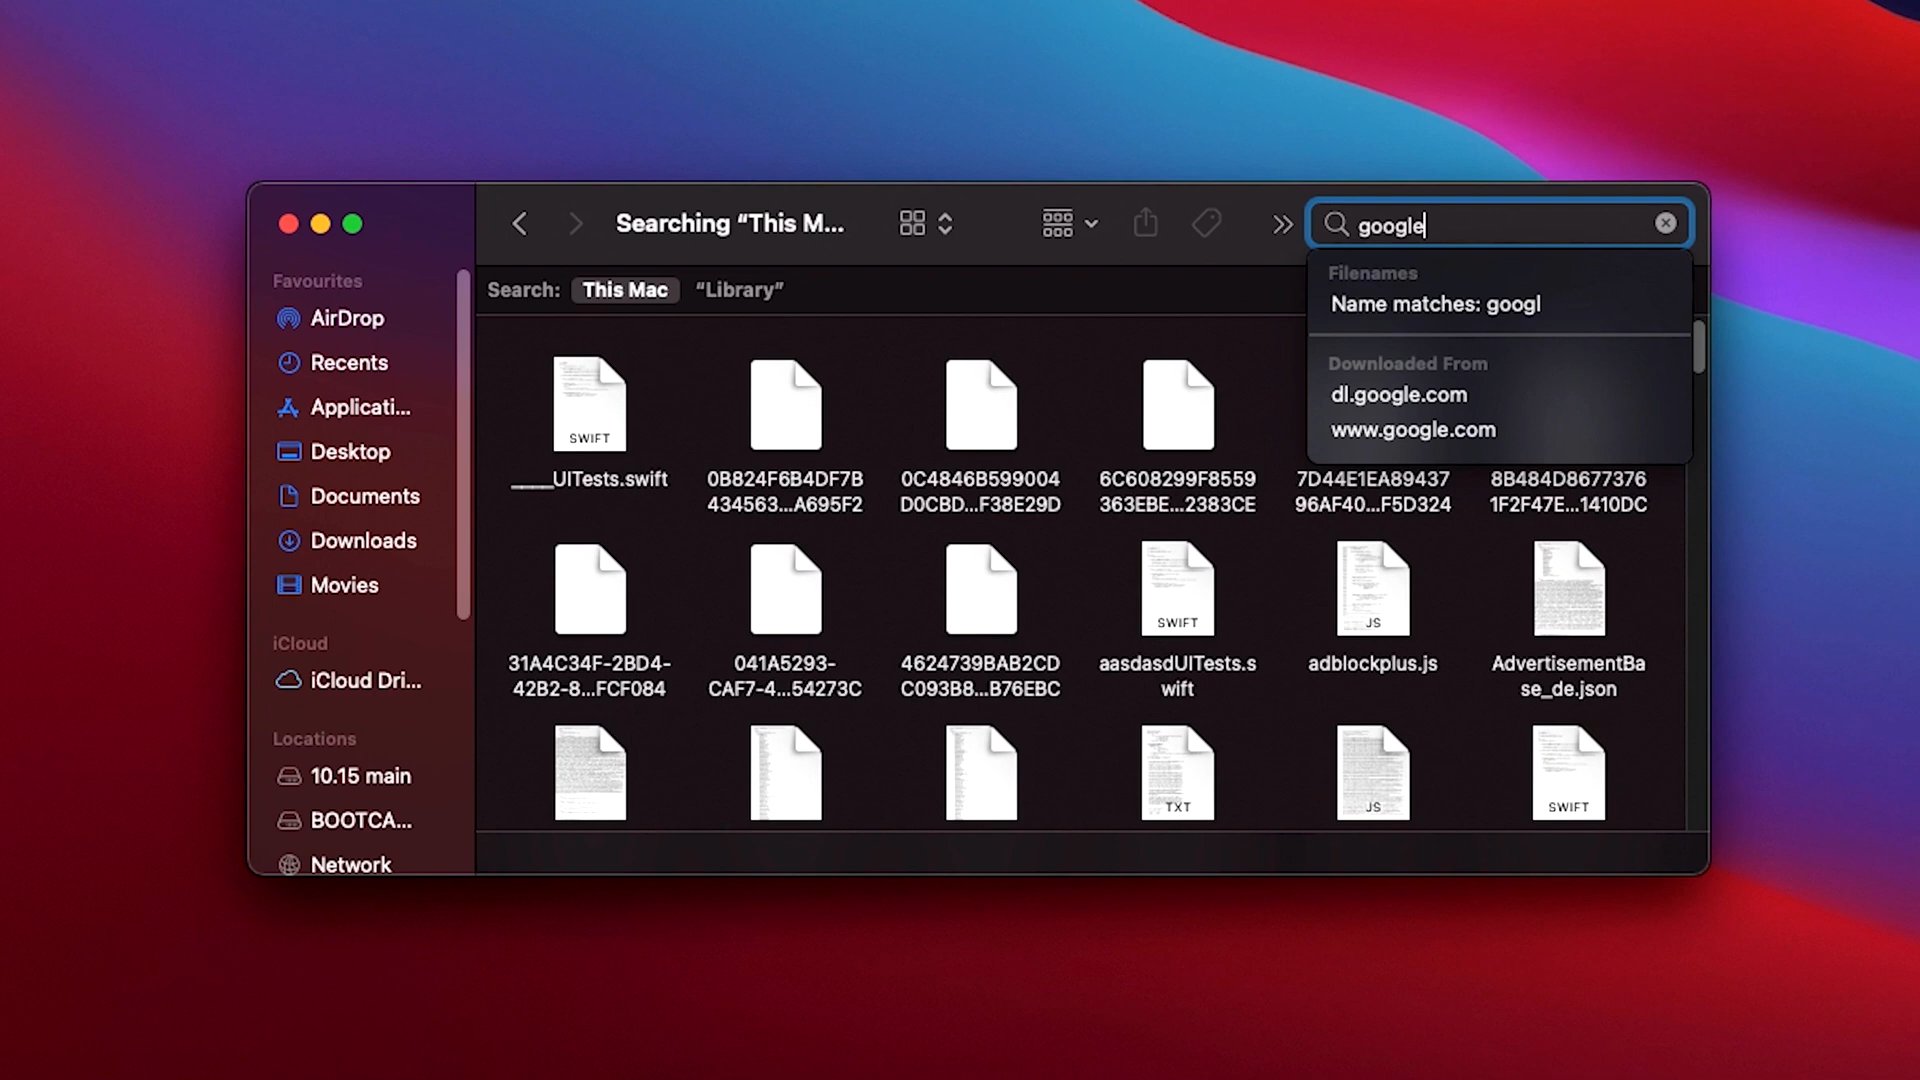 Searching “This M...
google
Search:
This Mac
“Library”
Filenames
Name matches: googl
Downloaded From
dl.google.com
www.google.com
Favourites
AirDrop
Recents
Applicati...
Desktop
Documents
Downloads
Movies
iCloud
iCloud Dri...
Locations
10.15 main
BOOTCA...
Network
SWIFT
____UITests.swift
0B824F6B4DF7B
434563...A695F2
0C4846B599004
D0CBD...F38E29D
6C608299F8559
363EBE...2383CE
7D44E1EA89437
96AF40...F5D324
8B484D8677376
1F2F47E...1410DC
31A4C34F-2BD4-
42B2-8...FCF084
041A5293-
CAF7-4...54273C
4624739BAB2CD
C093B8...B76EBC
SWIFT
aasdasdUITests.s
wift
JS
adblockplus.js
AdvertisementBa
se_de.json
TXT
JS
SWIFT